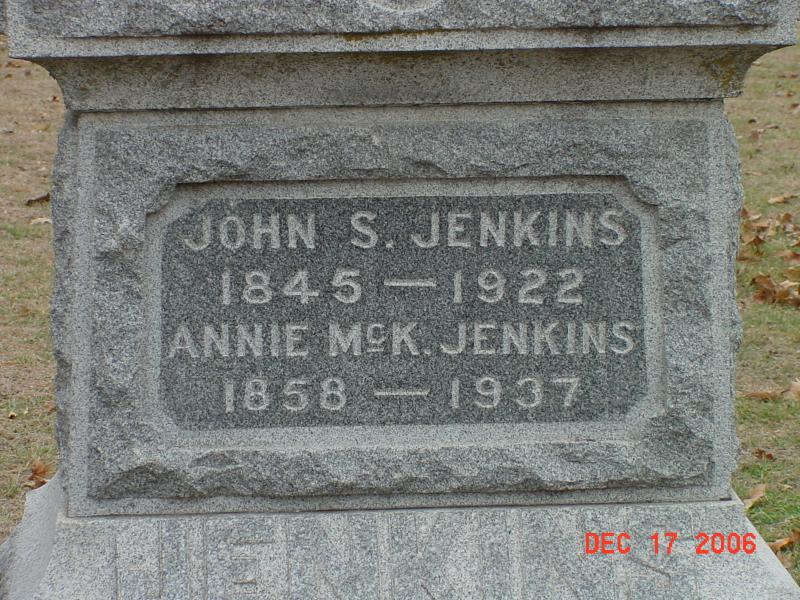 JOHN S. JENKINS
1845 — 1922
ANNIE McK. JENKINS
1858 — 1937
JENKINS
DEC 17 2006